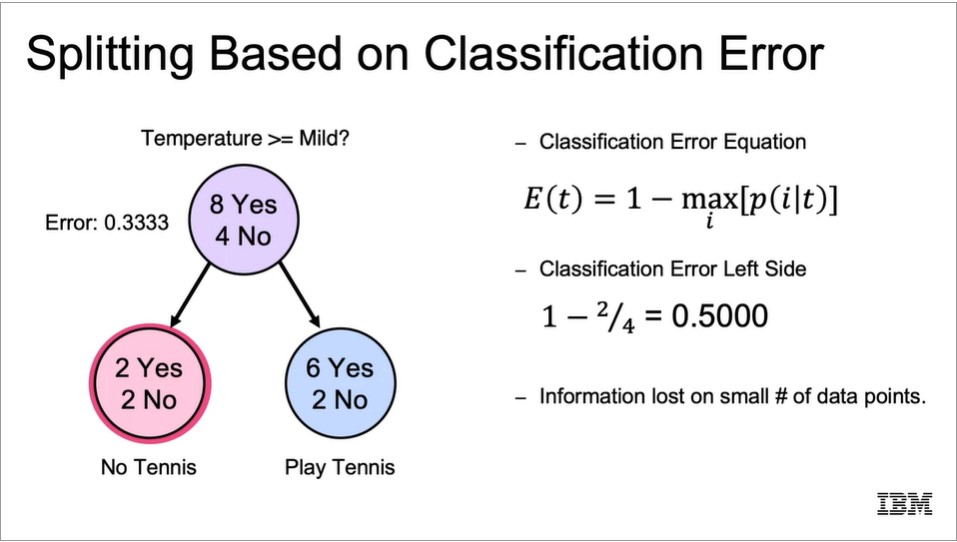 Splitting Based on Classification Error
Temperature >= Mild?
Error: 0.3333
8 Yes
4 No
2 Yes
2 No
6 Yes
2 No
No Tennis
Play Tennis
– Classification Error Equation
E(t) = 1 − max[p(i|t)]
i
– Classification Error Left Side
1 − 2/4 = 0.5000
– Information lost on small # of data points.
IBM